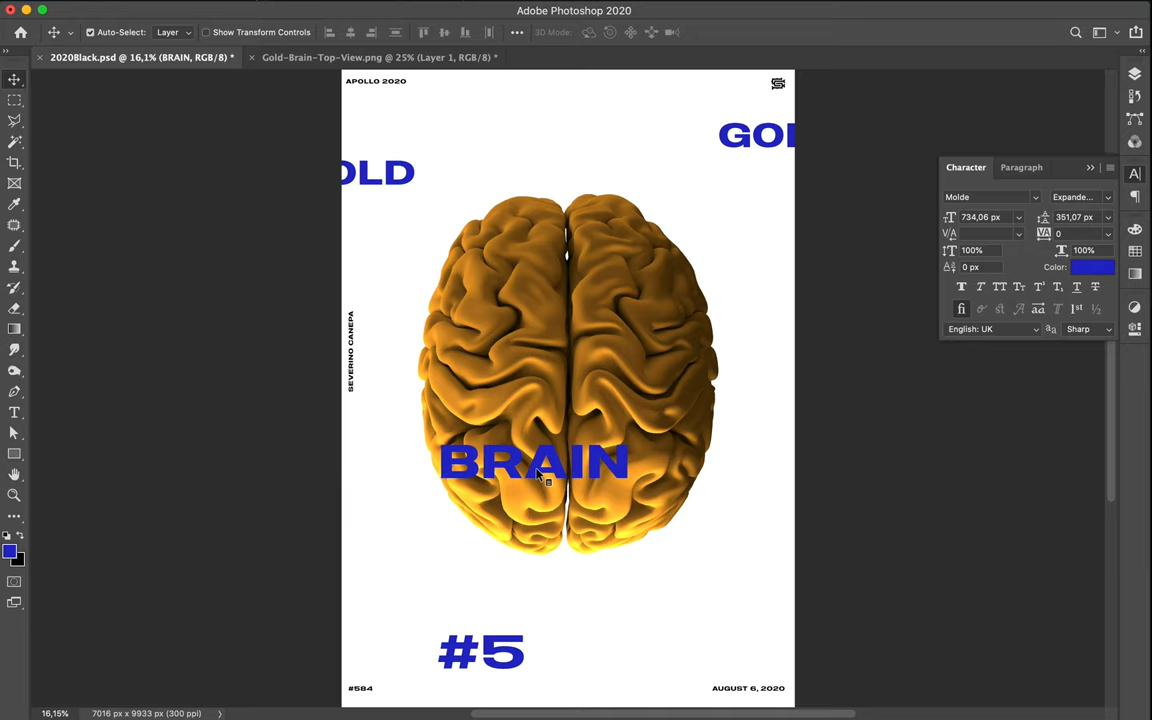 Adobe Photoshop 2020
Auto-Select: Layer Show Transform Controls 3D Mode:
2020Black.psd @ 16,1% (BRAIN, RGB/8) * Gold-Brain-Top-View.png @ 25% (Layer 1, RGB/8) *
APOLLO 2020
GOL
OLD
Character Paragraph
Molde Expande...
734,06 px 351,07 px
0
100% 100%
0 px Color:
English: UK Sharp
SEVERINO CANEPA
BRAIN
#5
#584 AUGUST 6, 2020
16,15% 7016 px x 9933 px (300 ppi)